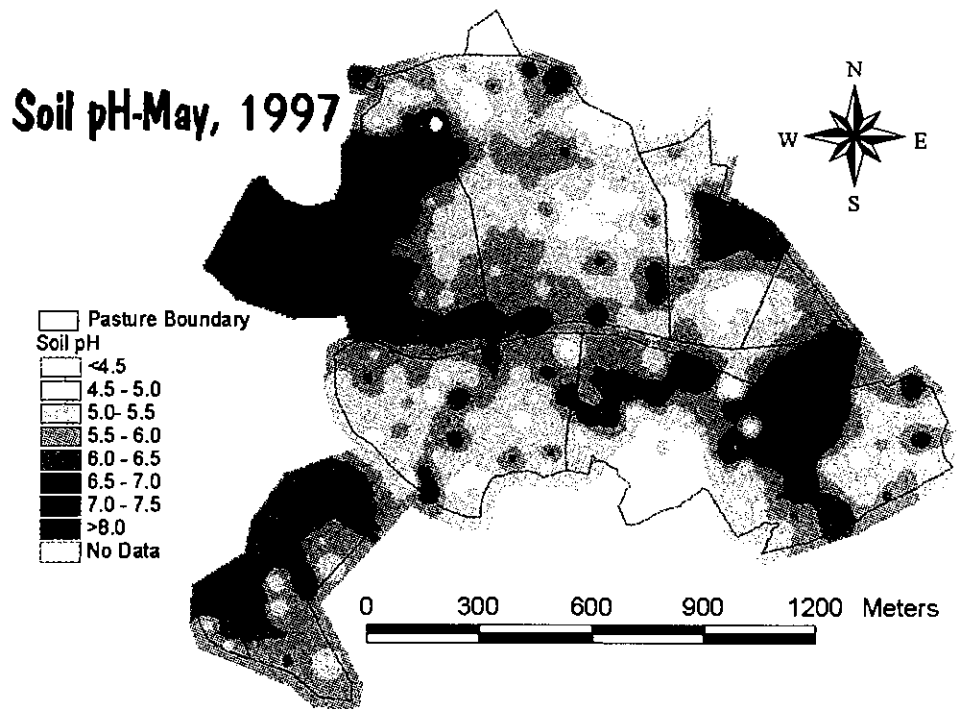 Soil pH-May, 1997
N
W E
S
Pasture Boundary
Soil pH
<4.5
4.5 - 5.0
5.0- 5.5
5.5 - 6.0
6.0 - 6.5
6.5 - 7.0
7.0 - 7.5
>8.0
No Data
0 300 600 900 1200 Meters